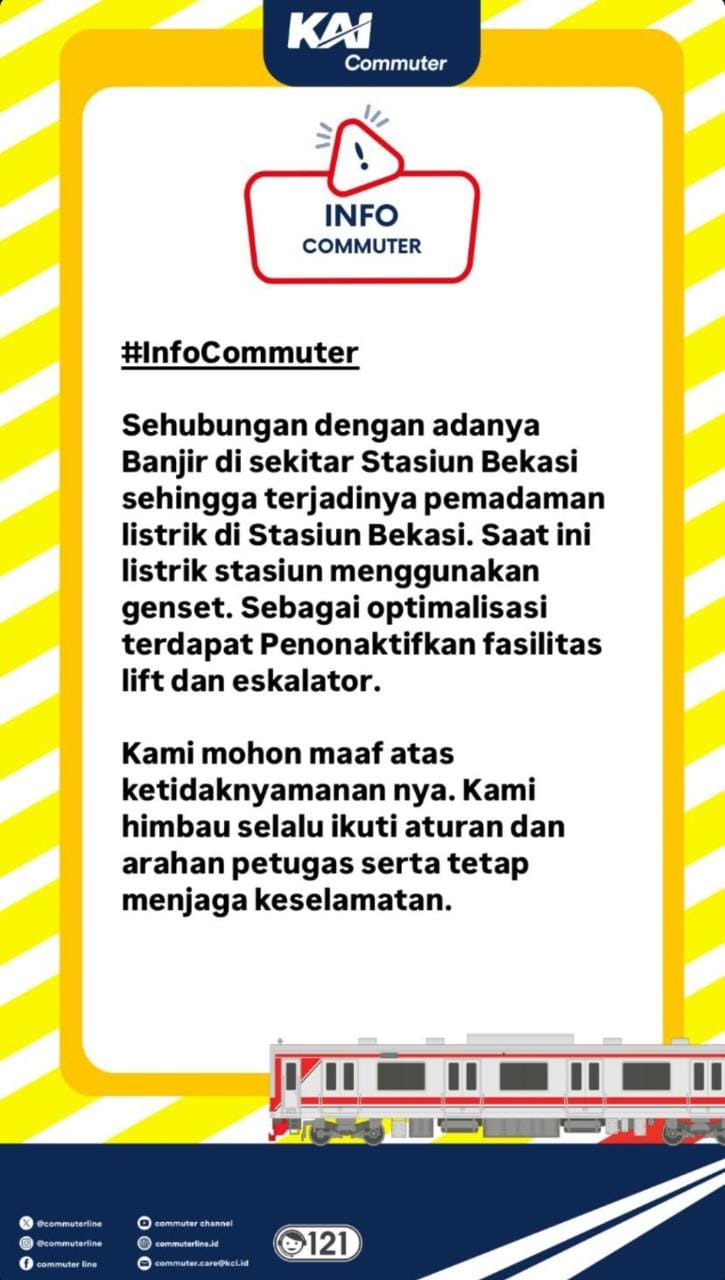 KAI
Commuter
!
INFO
COMMUTER
#InfoCommuter
Sehubungan dengan adanya
Banjir di sekitar Stasiun Bekasi
sehingga terjadinya pemadaman
listrik di Stasiun Bekasi. Saat ini
listrik stasiun menggunakan
genset. Sebagai optimalisasi
terdapat Penonaktifkan fasilitas
lift dan eskalator.
Kami mohon maaf atas
ketidaknyamanan nya. Kami
himbau selalu ikuti aturan dan
arahan petugas serta tetap
menjaga keselamatan.
@commuterline
@commuterline
commuter line
commuter channel
commuterline.id
commuter.care@kci.id
121